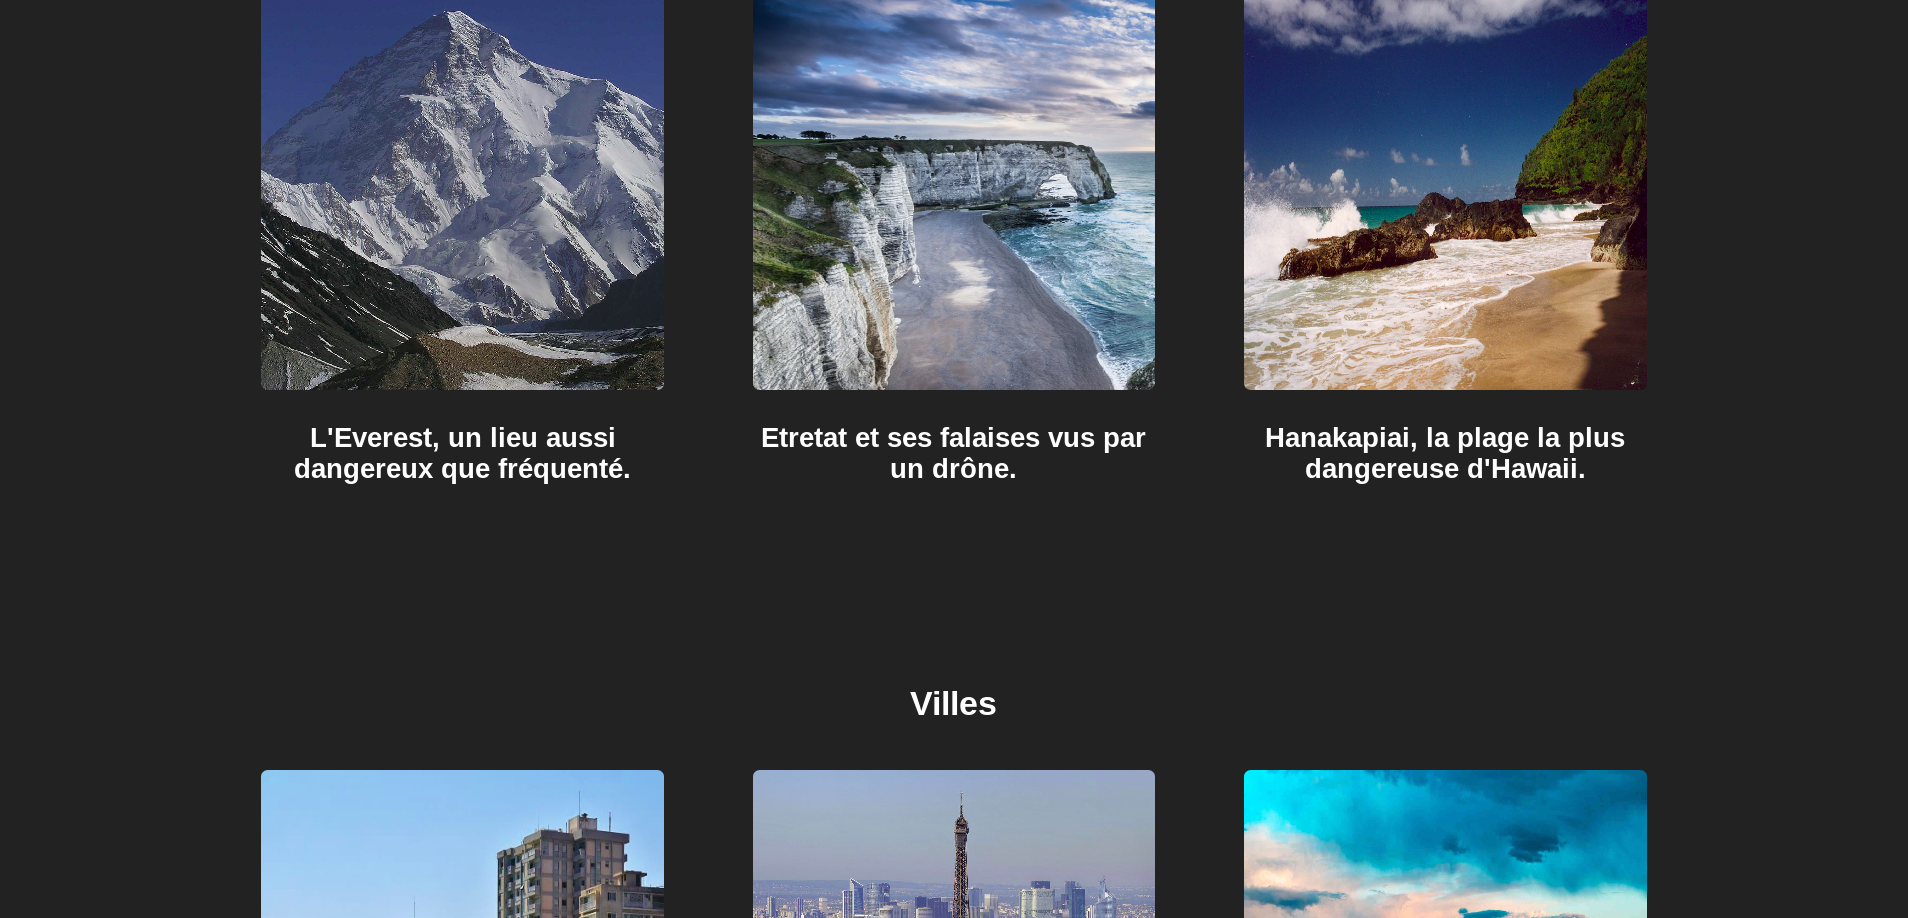 L'Everest, un lieu aussi
dangereux que fréquenté.
Etretat et ses falaises vus par
un drône.
Hanakapiai, la plage la plus
dangereuse d'Hawaii.
Villes